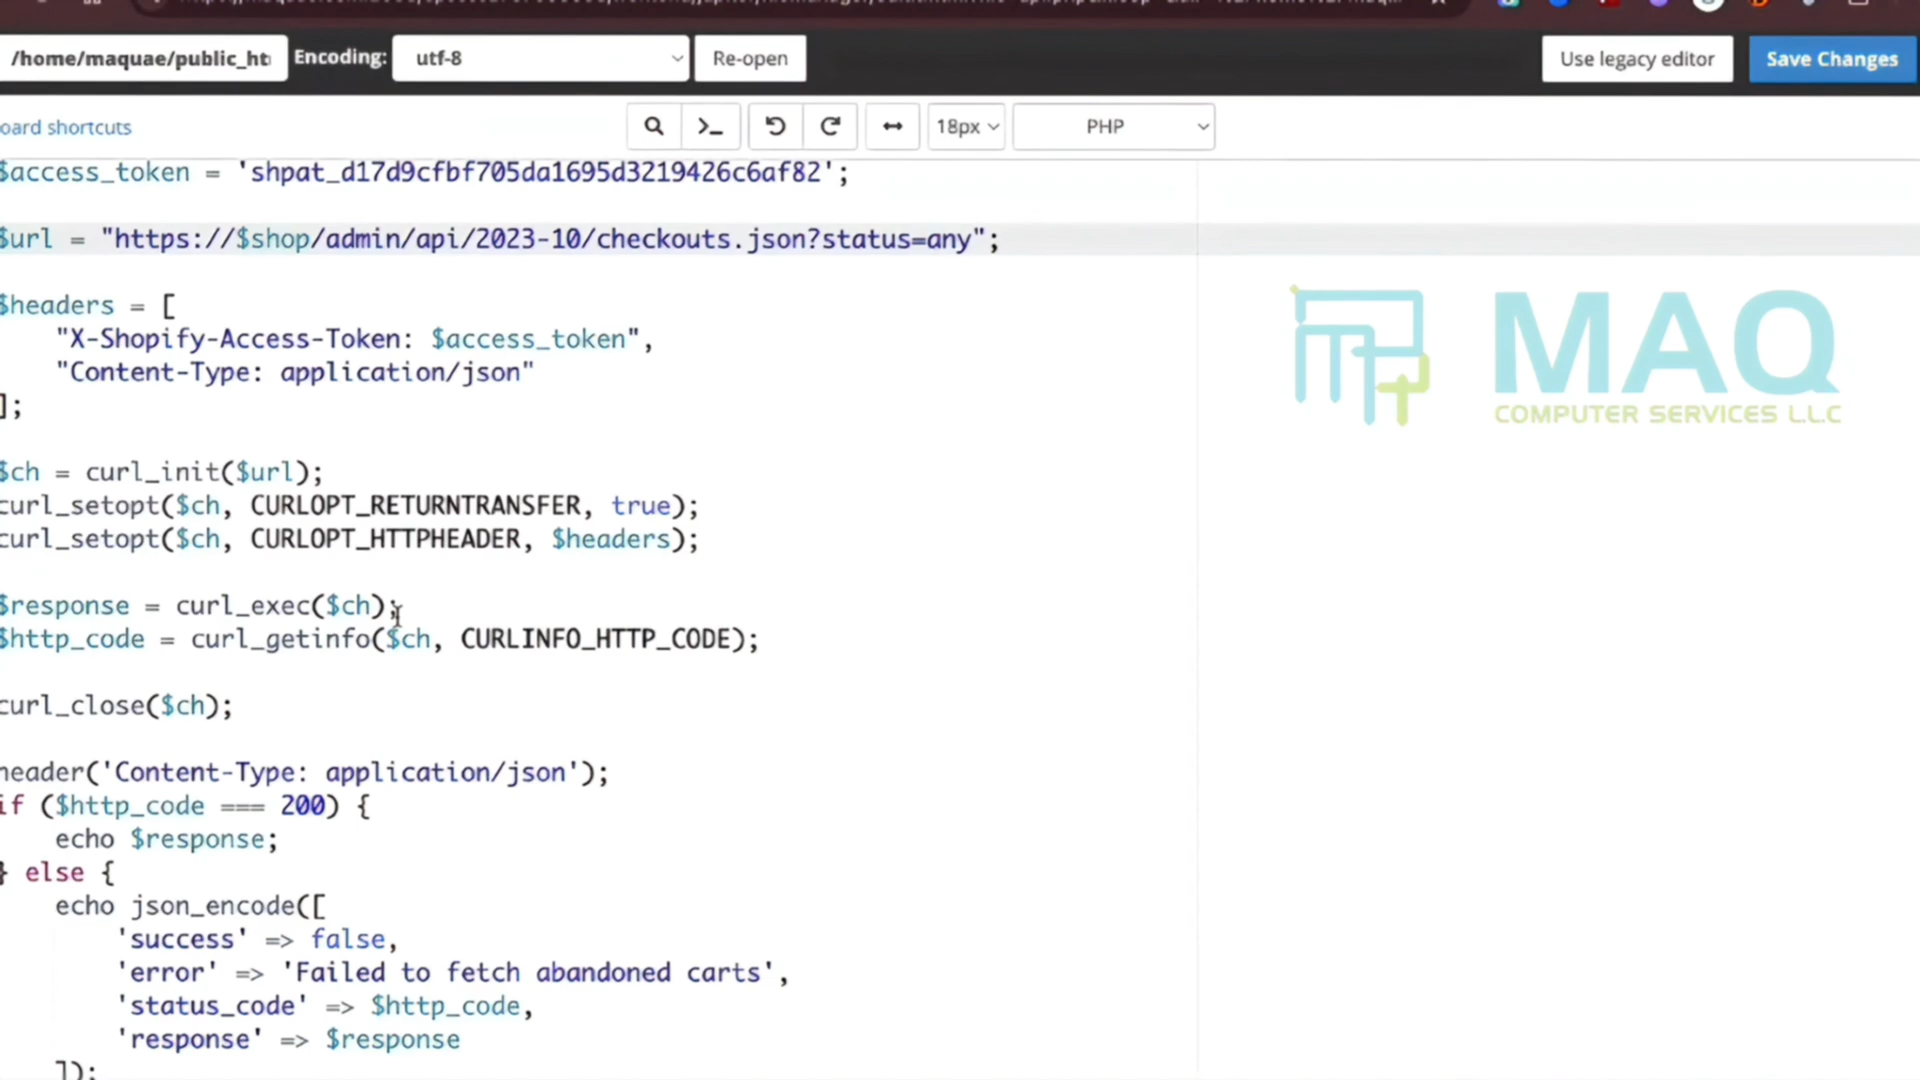 /home/maquae/public_ht
Encoding:
utf-8
Re-open
Use legacy editor
Save Changes
oard shortcuts
18px
PHP
$access_token = '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';
$url = "https://$shop/admin/api/2023-10/checkouts.json?status=any";
$headers = [
"X-Shopify-Access-Token: $access_token",
"Content-Type: application/json"
];
$ch = curl_init($url);
curl_setopt($ch, CURLOPT_RETURNTRANSFER, true);
curl_setopt($ch, CURLOPT_HTTPHEADER, $headers);
$response = curl_exec($ch);
$http_code = curl_getinfo($ch, CURLINFO_HTTP_CODE);
curl_close($ch);
header('Content-Type: application/json');
if ($http_code === 200) {
echo $response;
} else {
echo json_encode([
'success' => false,
'error' => 'Failed to fetch abandoned carts',
'status_code' => $http_code,
'response' => $response
]);
MAQ
COMPUTER SERVICES L.L.C